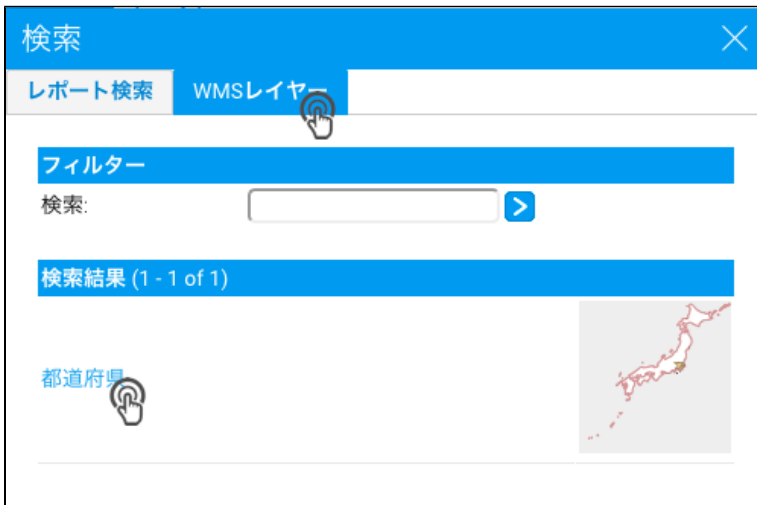 検索
レポート検索 WMSレイヤー
フィルター
検索:
検索結果 (1 - 1 of 1)
都道府県